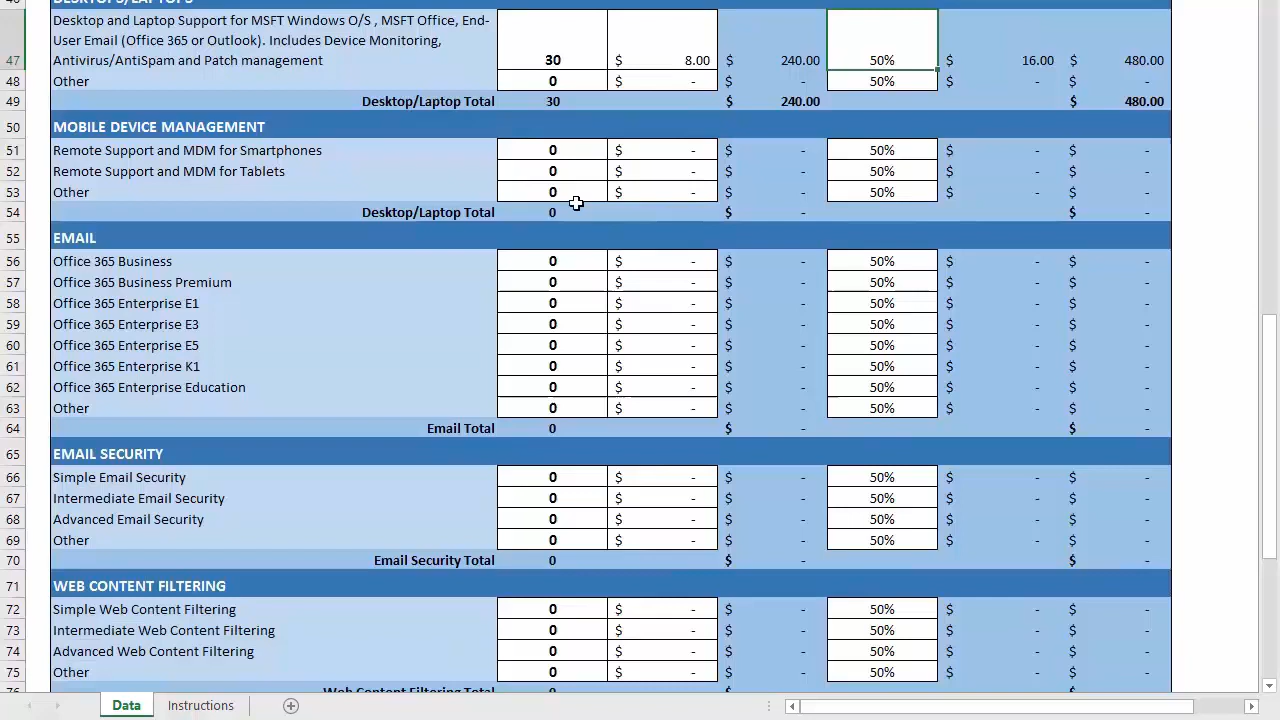 47 Desktop and Laptop Support for MSFT Windows O/S , MSFT Office, End-
User Email (Office 365 or Outlook). Includes Device Monitoring,
Antivirus/AntiSpam and Patch management 30 $ 8.00 $ 240.00 50% $ 16.00 $ 480.00
48 Other 0 $ - $ - 50% $ - $ -
49 Desktop/Laptop Total 30 $ 240.00 $ 480.00
50 MOBILE DEVICE MANAGEMENT
51 Remote Support and MDM for Smartphones 0 $ - $ - 50% $ - $ -
52 Remote Support and MDM for Tablets 0 $ - $ - 50% $ - $ -
53 Other 0 $ - $ - 50% $ - $ -
54 Desktop/Laptop Total 0 $ - $ -
55 EMAIL
56 Office 365 Business 0 $ - $ - 50% $ - $ -
57 Office 365 Business Premium 0 $ - $ - 50% $ - $ -
58 Office 365 Enterprise E1 0 $ - $ - 50% $ - $ -
59 Office 365 Enterprise E3 0 $ - $ - 50% $ - $ -
60 Office 365 Enterprise E5 0 $ - $ - 50% $ - $ -
61 Office 365 Enterprise K1 0 $ - $ - 50% $ - $ -
62 Office 365 Enterprise Education 0 $ - $ - 50% $ - $ -
63 Other 0 $ - $ - 50% $ - $ -
64 Email Total 0 $ - $ -
65 EMAIL SECURITY
66 Simple Email Security 0 $ - $ - 50% $ - $ -
67 Intermediate Email Security 0 $ - $ - 50% $ - $ -
68 Advanced Email Security 0 $ - $ - 50% $ - $ -
69 Other 0 $ - $ - 50% $ - $ -
70 Email Security Total 0 $ - $ -
71 WEB CONTENT FILTERING
72 Simple Web Content Filtering 0 $ - $ - 50% $ - $ -
73 Intermediate Web Content Filtering 0 $ - $ - 50% $ - $ -
74 Advanced Web Content Filtering 0 $ - $ - 50% $ - $ -
75 Other 0 $ - $ - 50% $ - $ -
76 Web Content Filtering Total 0
Data Instructions